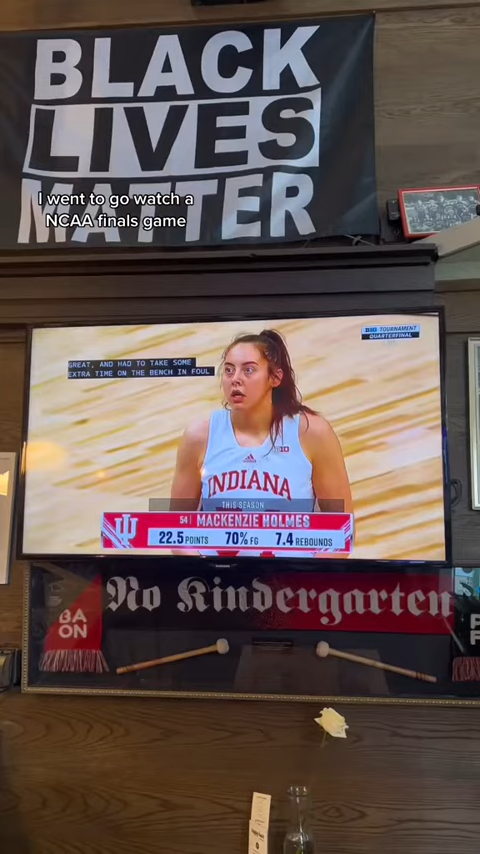 BLACK
LIVES
MATTER
I went to go watch a
NCAA finals game
B1G TOURNAMENT
QUARTERFINAL
GREAT, AND HAD TO TAKE SOME
EXTRA TIME ON THE BENCH IN FOUL
B1G
INDIANA
THIS SEASON
54 | MACKENZIE HOLMES
22.5 POINTS 70% FG 7.4 REBOUNDS
SAMSUNG
No Kindergarten
BA
ON
P
F